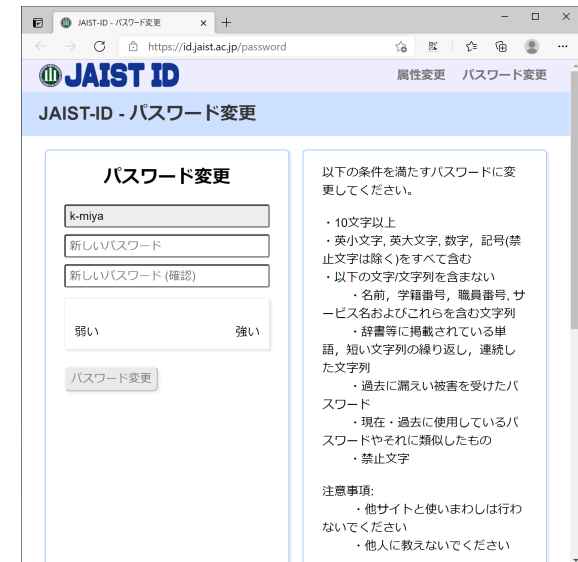 JAIST-ID - パスワード変更
https://id.jaist.ac.jp/password
JAIST ID
属性変更 パスワード変更
JAIST-ID - パスワード変更
パスワード変更
k-miya
新しいパスワード
新しいパスワード (確認)
弱い 強い
パスワード変更
以下の条件を満たすパスワードに変
更してください。
・10文字以上
・英小文字, 英大文字, 数字，記号(禁
止文字は除く)をすべて含む
・以下の文字/文字列を含まない
・名前，学籍番号，職員番号, サ
ービス名およびこれらを含む文字列
・辞書等に掲載されている単
語，短い文字列の繰り返し，連続し
た文字列
・過去に漏えい被害を受けたパ
スワード
・現在・過去に使用しているパ
スワードやそれに類似したもの
・禁止文字
注意事項:
・他サイトと使いまわしは行わ
ないでください
・他人に教えないでください